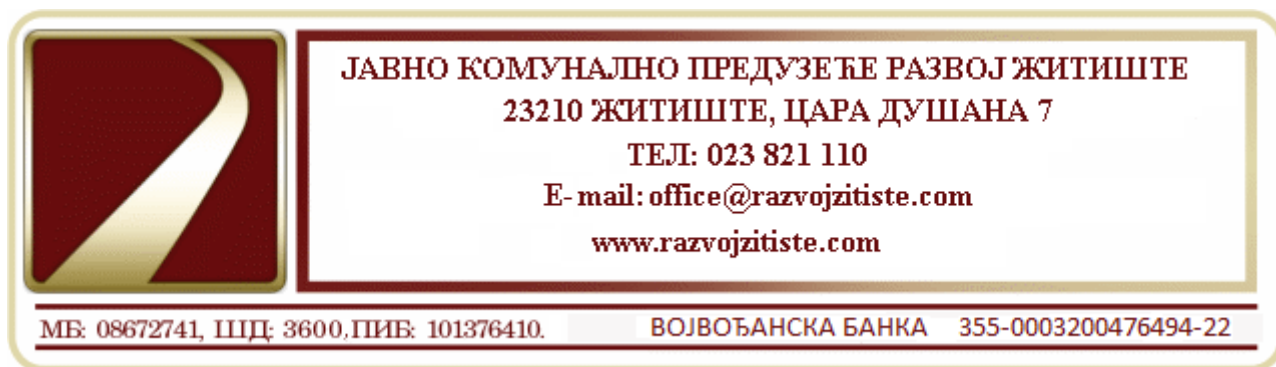 ЈАВНО КОМУНАЛНО ПРЕДУЗЕЋЕ РАЗВОЈ ЖИТИШТЕ
23210 ЖИТИШТЕ, ЦАРА ДУШАНА 7
ТЕЛ: 023 821 110
E- mail: office@razvojzitiste.com
www.razvojzitiste.com
МБ: 08672741, ШД: 3600, ПИБ: 101376410. ВОЈВОЂАНСКА БАНКА 355-0003200476494-22